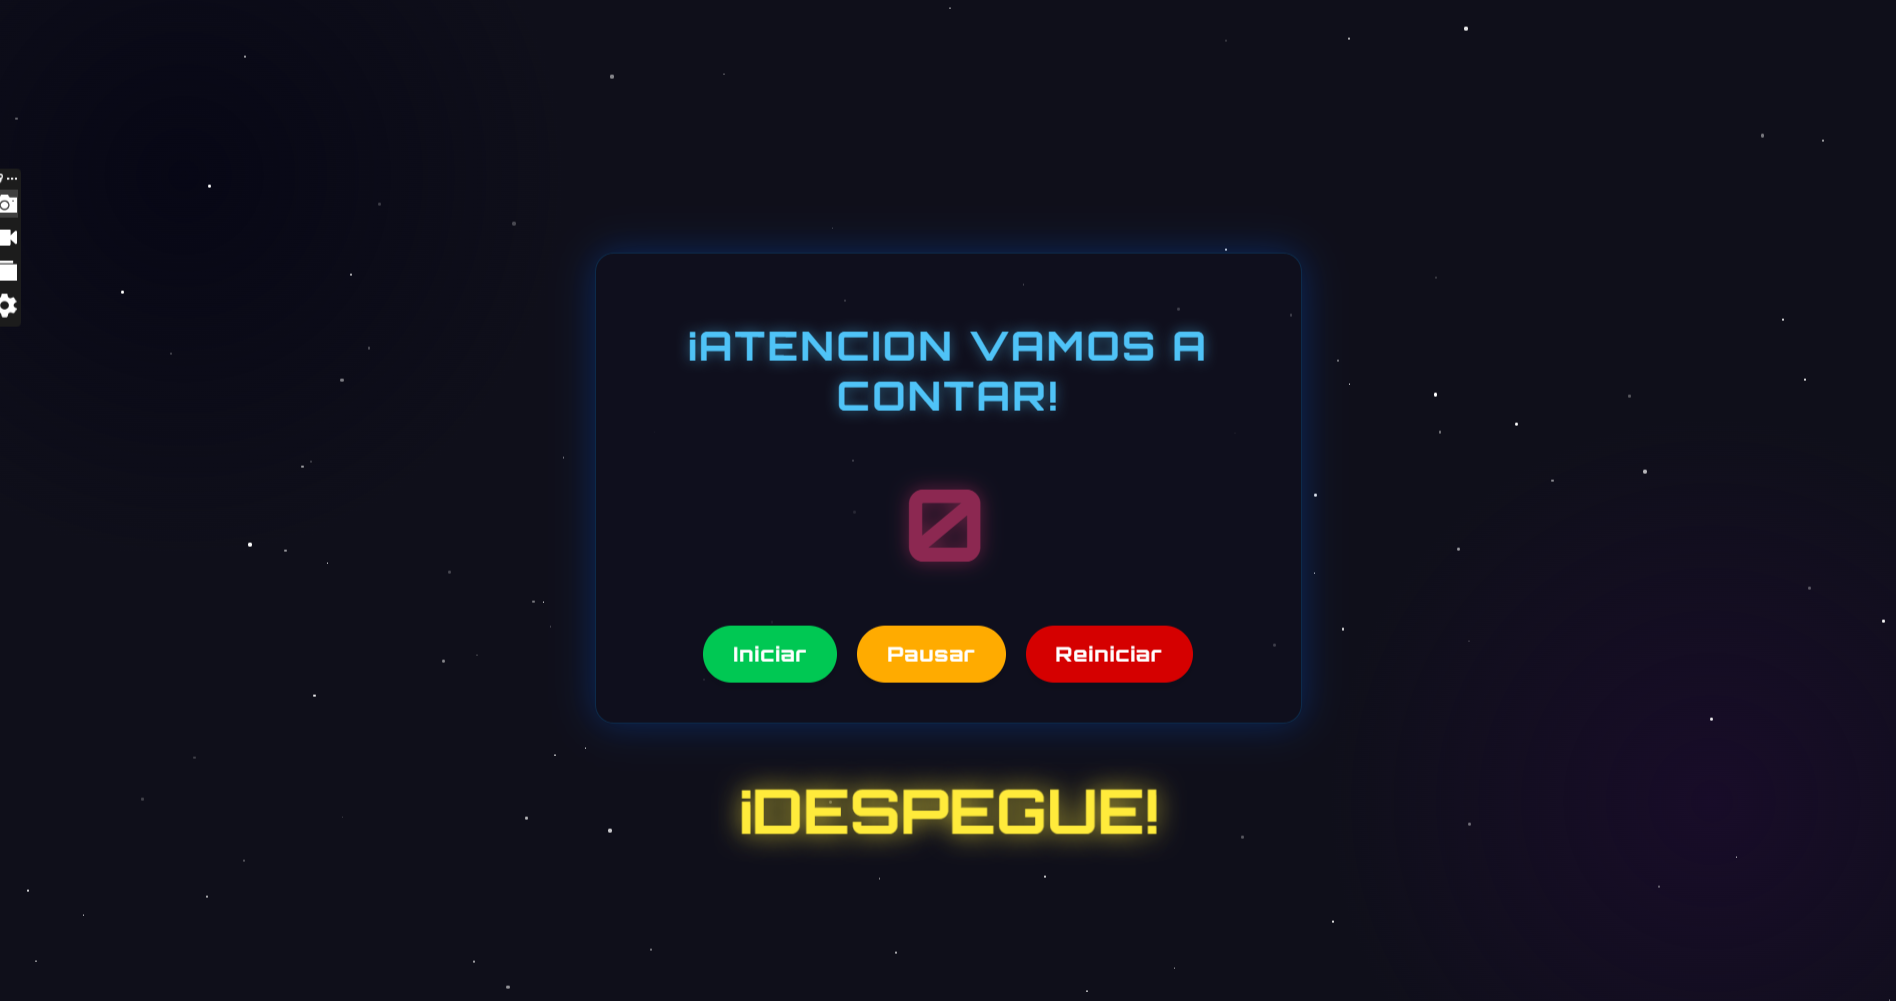 ¡ATENCION VAMOS A
CONTAR!
0
Iniciar Pausar Reiniciar
¡DESPEGUE!